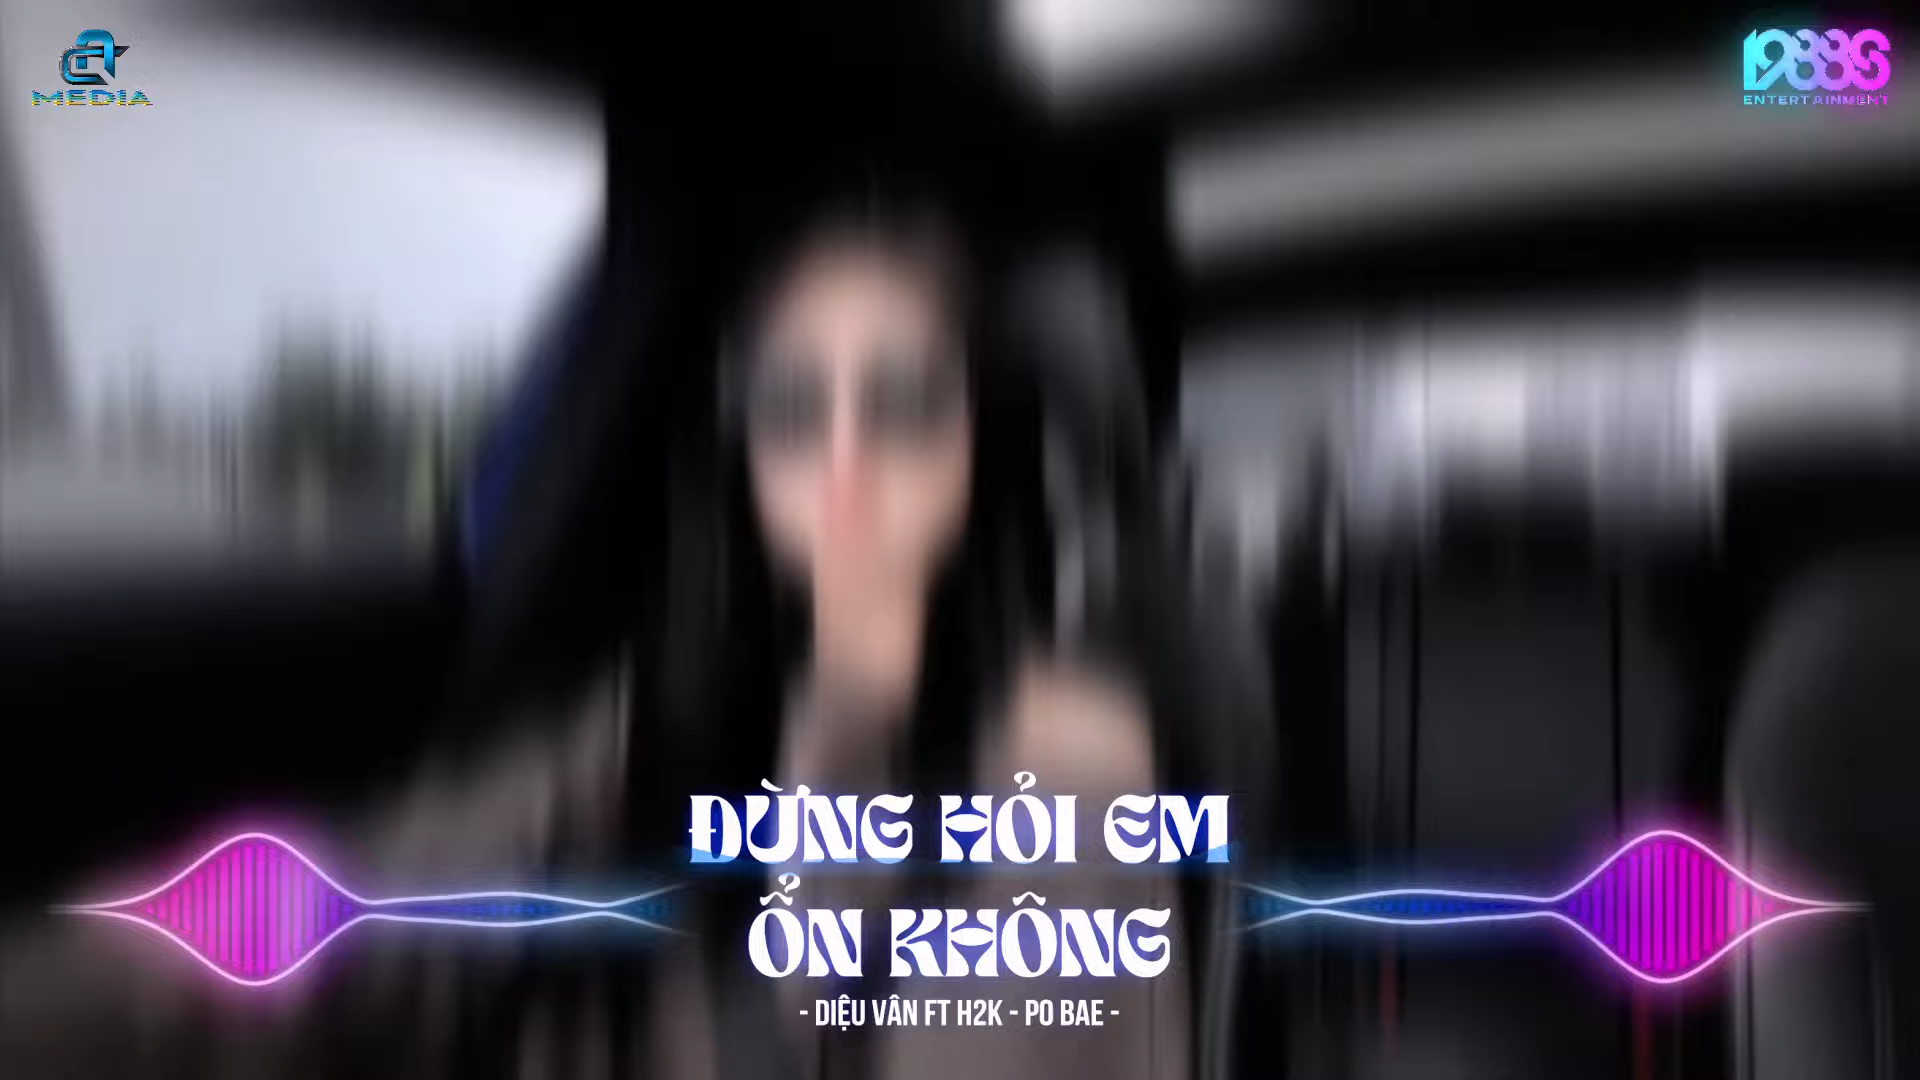 MEDIA
1988S
ENTERTAINMENT
ĐỪNG HỎI EM
ỔN KHÔNG
- DIỆU VÂN FT H2K - PO BAE -